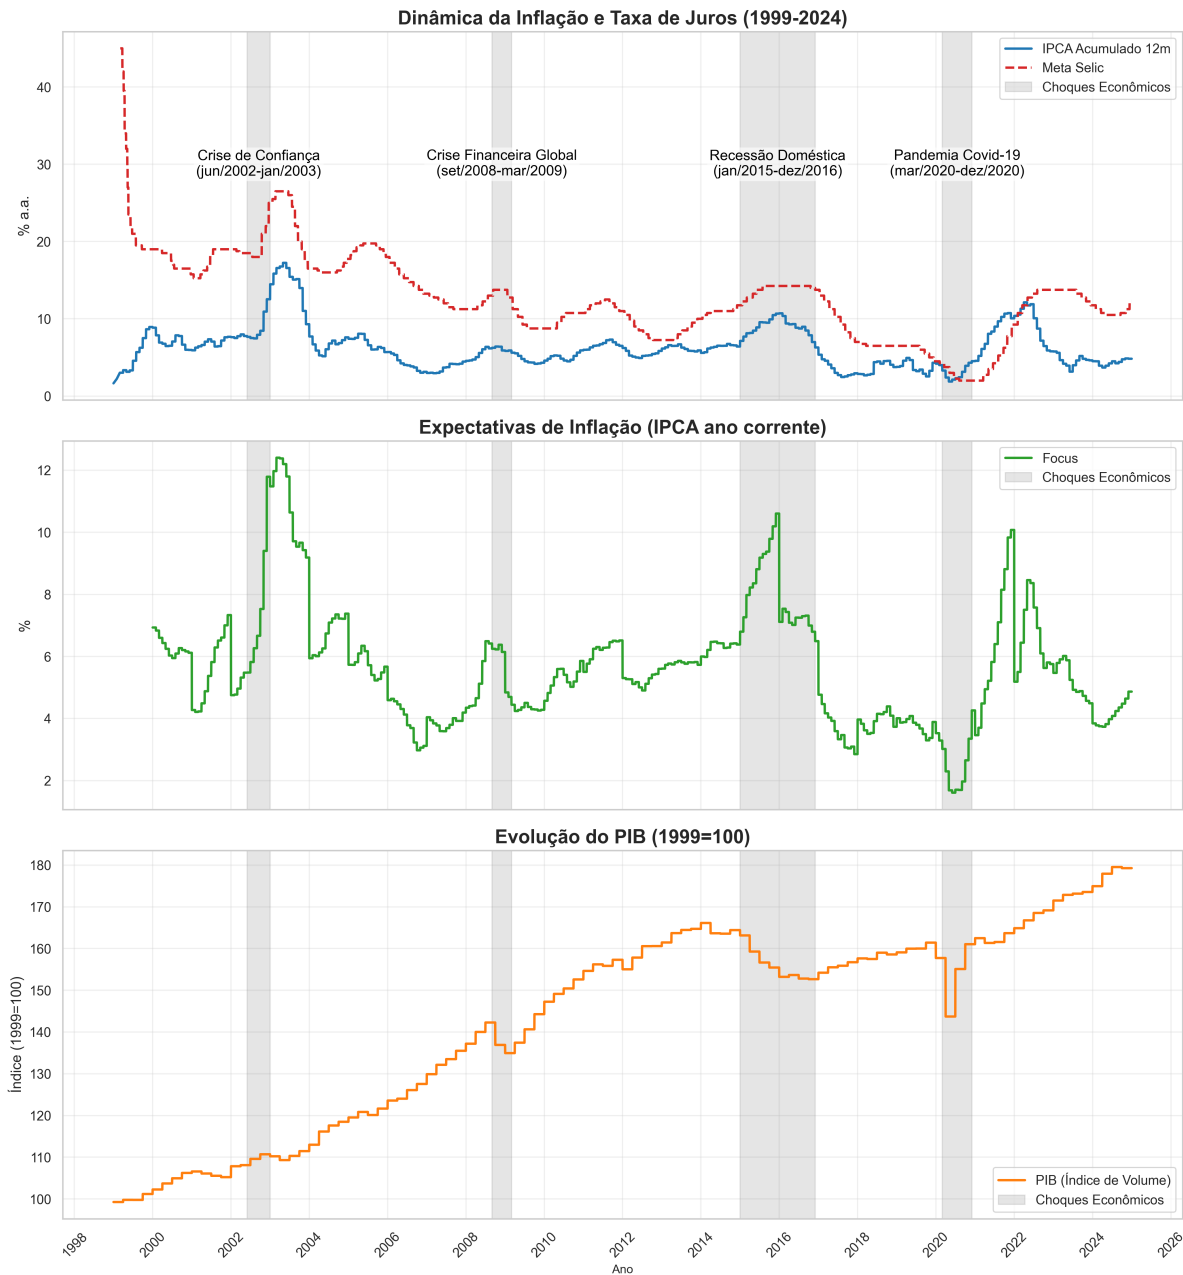 Dinâmica da Inflação e Taxa de Juros (1999-2024)
IPCA Acumulado 12m
Meta Selic
Choques Econômicos
Crise de Confiança
(jun/2002-jan/2003)
Crise Financeira Global
(set/2008-mar/2009)
Recessão Doméstica
(jan/2015-dez/2016)
Pandemia Covid-19
(mar/2020-dez/2020)
% a.a.
40
30
20
10
0
Expectativas de Inflação (IPCA ano corrente)
Focus
Choques Econômicos
%
12
10
8
6
4
2
Evolução do PIB (1999=100)
Índice (1999=100)
180
170
160
150
140
130
120
110
100
PIB (Índice de Volume)
Choques Econômicos
1998
2000
2002
2004
2006
2008
2010
2012
2014
2016
2018
2020
2022
2024
2026
Ano